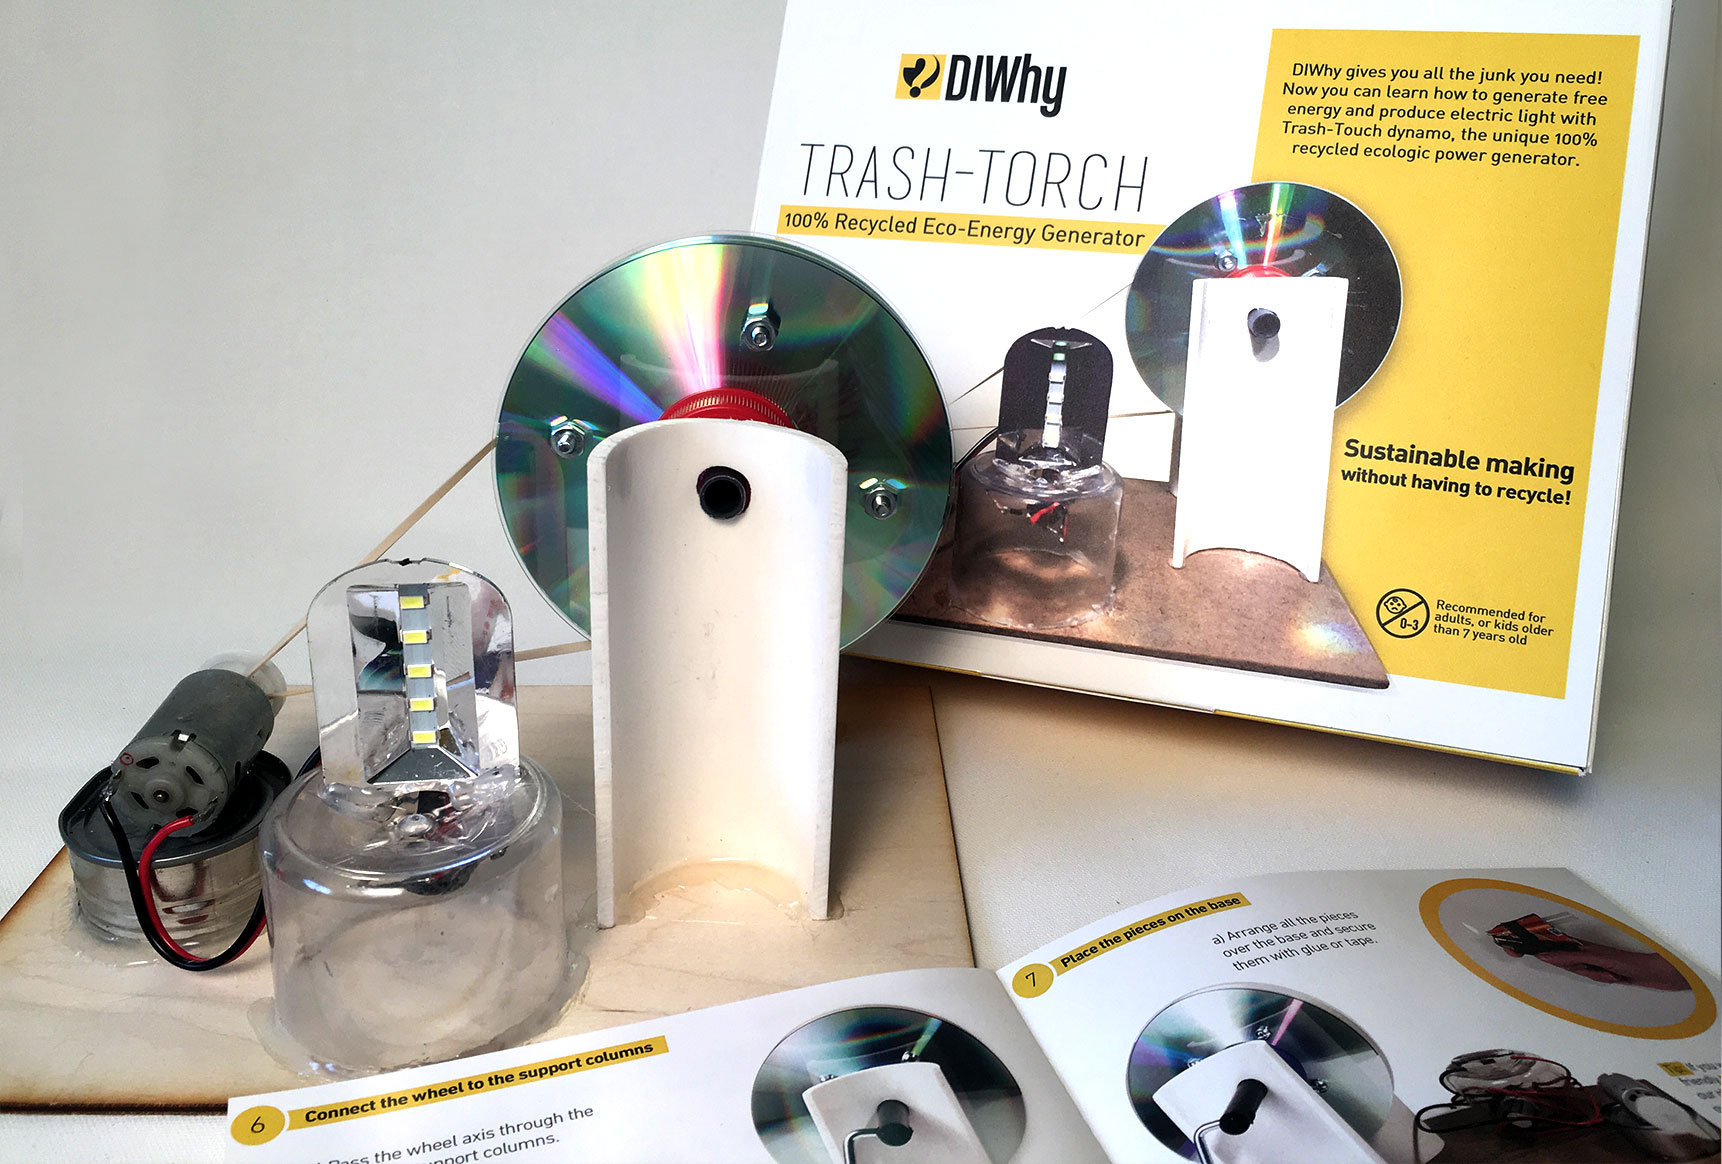 DIWhy
TRASH-TORCH
100% Recycled Eco-Energy Generator
DIWhy gives you all the junk you need!
Now you can learn how to generate free
energy and produce electric light with
Trash-Touch dynamo, the unique 100%
recycled ecologic power generator.
Sustainable making
without having to recycle!
0-3
Recommended for
adults, or kids older
than 7 years old
6
Connect the wheel to the support columns
Pass the wheel axis through the
support columns.
7
Place the pieces on the base
a) Arrange all the pieces
over the base and secure
them with glue or tape.